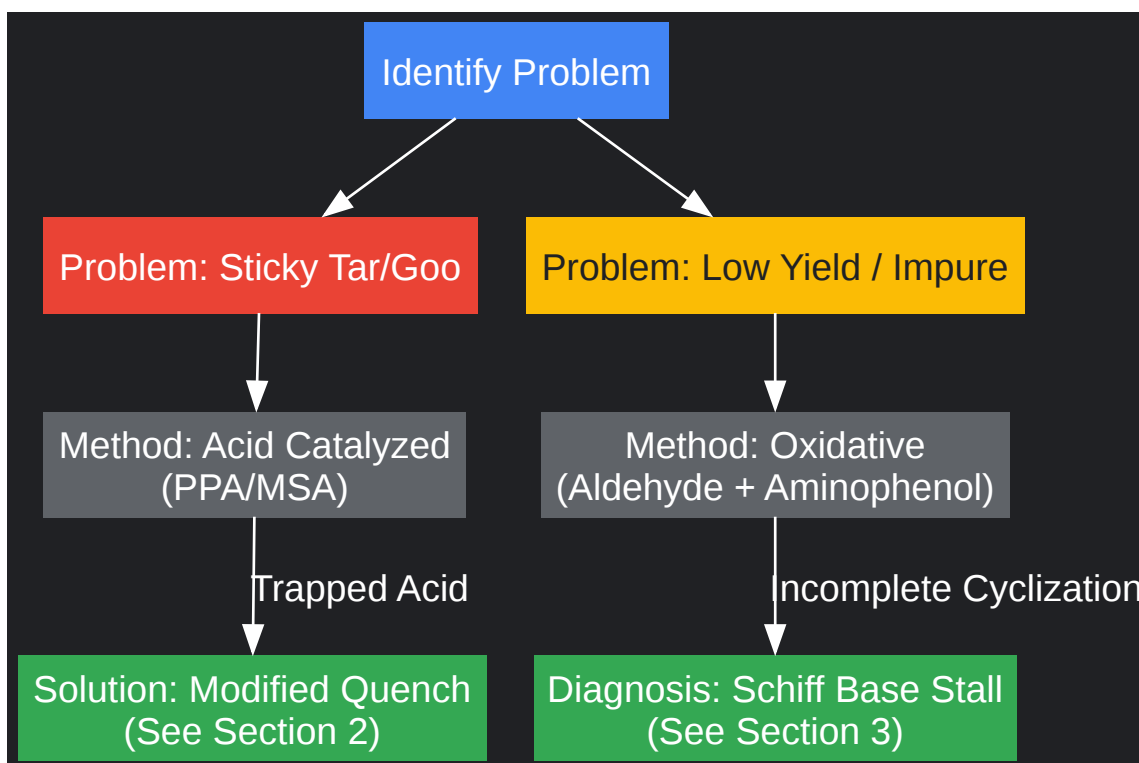 Identify Problem
Problem: Sticky Tar/Goo
Problem: Low Yield / Impure
Method: Acid Catalyzed
(PPA/MSA)
Method: Oxidative
(Aldehyde + Aminophenol)
Trapped Acid
Incomplete Cyclization
Solution: Modified Quench
(See Section 2)
Diagnosis: Schiff Base Stall
(See Section 3)